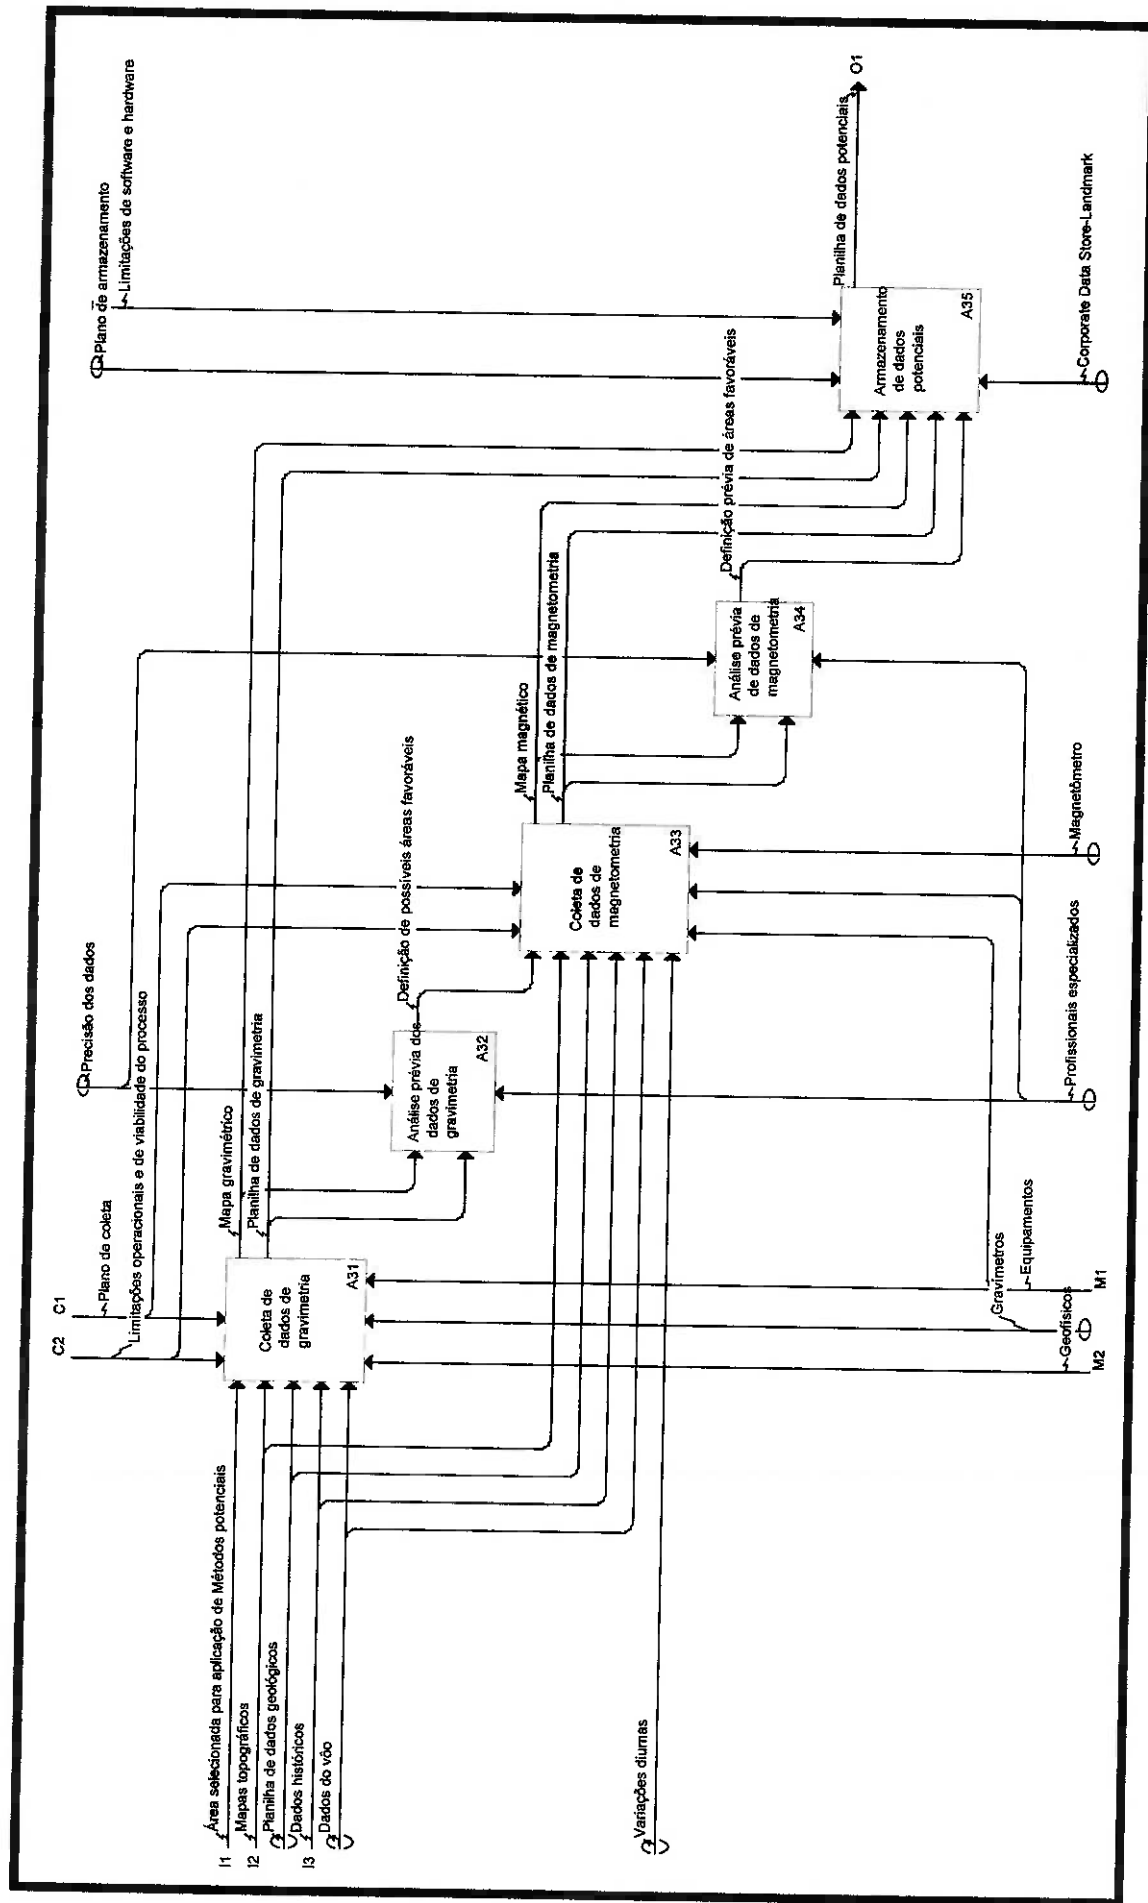 C1
C2
Plano de coleta
Limitações operacionais e de viabilidade do processo
Precisão dos dados
Plano de armazenamento
Limitações de software e hardware
I1
Área selecionada para aplicação de Métodos potenciais
I2
Mapas topográficos
Planilha de dados geológicos
Dados históricos
I3
Dados do vôo
Variações diurnas
Coleta de
dados de
gravimetria
A31
Mapa gravimétrico
Planilha de dados de gravimetria
Análise prévia dos
dados de
gravimetria
A32
Definição de possíveis áreas favoráveis
Coleta de
dados de
magnetometria
A33
Mapa magnético
Planilha de dados de magnetometria
Análise prévia
de dados de
magnetometria
A34
Definição prévia de áreas favoráveis
Armazenamento
de dados
potenciais
A35
Planilha de dados potenciais
O1
M2
Geofísicos
Gravímetros
M1
Equipamentos
Profissionais especializados
Magnetômetro
Corporate Data Store-Landmark